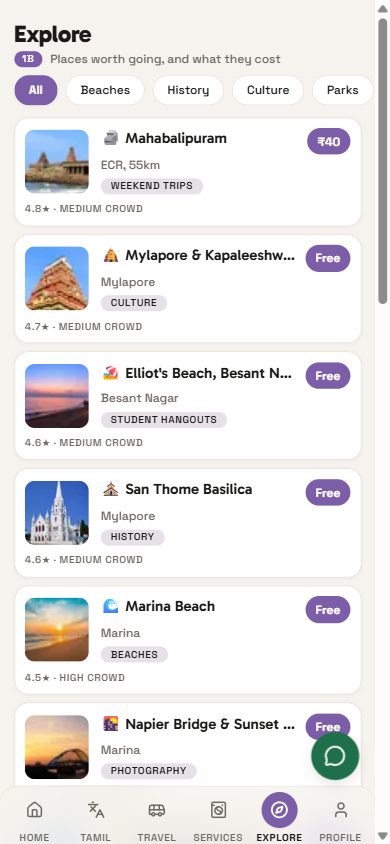 Explore
1B Places worth going, and what they cost
All Beaches History Culture Parks
Mahabalipuram ₹40
ECR, 55km
WEEKEND TRIPS
4.8★ · MEDIUM CROWD
Mylapore & Kapaleeshw... Free
Mylapore
CULTURE
4.7★ · MEDIUM CROWD
Elliot's Beach, Besant N... Free
Besant Nagar
STUDENT HANGOUTS
4.6★ · MEDIUM CROWD
San Thome Basilica Free
Mylapore
HISTORY
4.6★ · MEDIUM CROWD
Marina Beach Free
Marina
BEACHES
4.5★ · HIGH CROWD
Napier Bridge & Sunset ... Free
Marina
PHOTOGRAPHY
HOME TAMIL TRAVEL SERVICES EXPLORE PROFILE